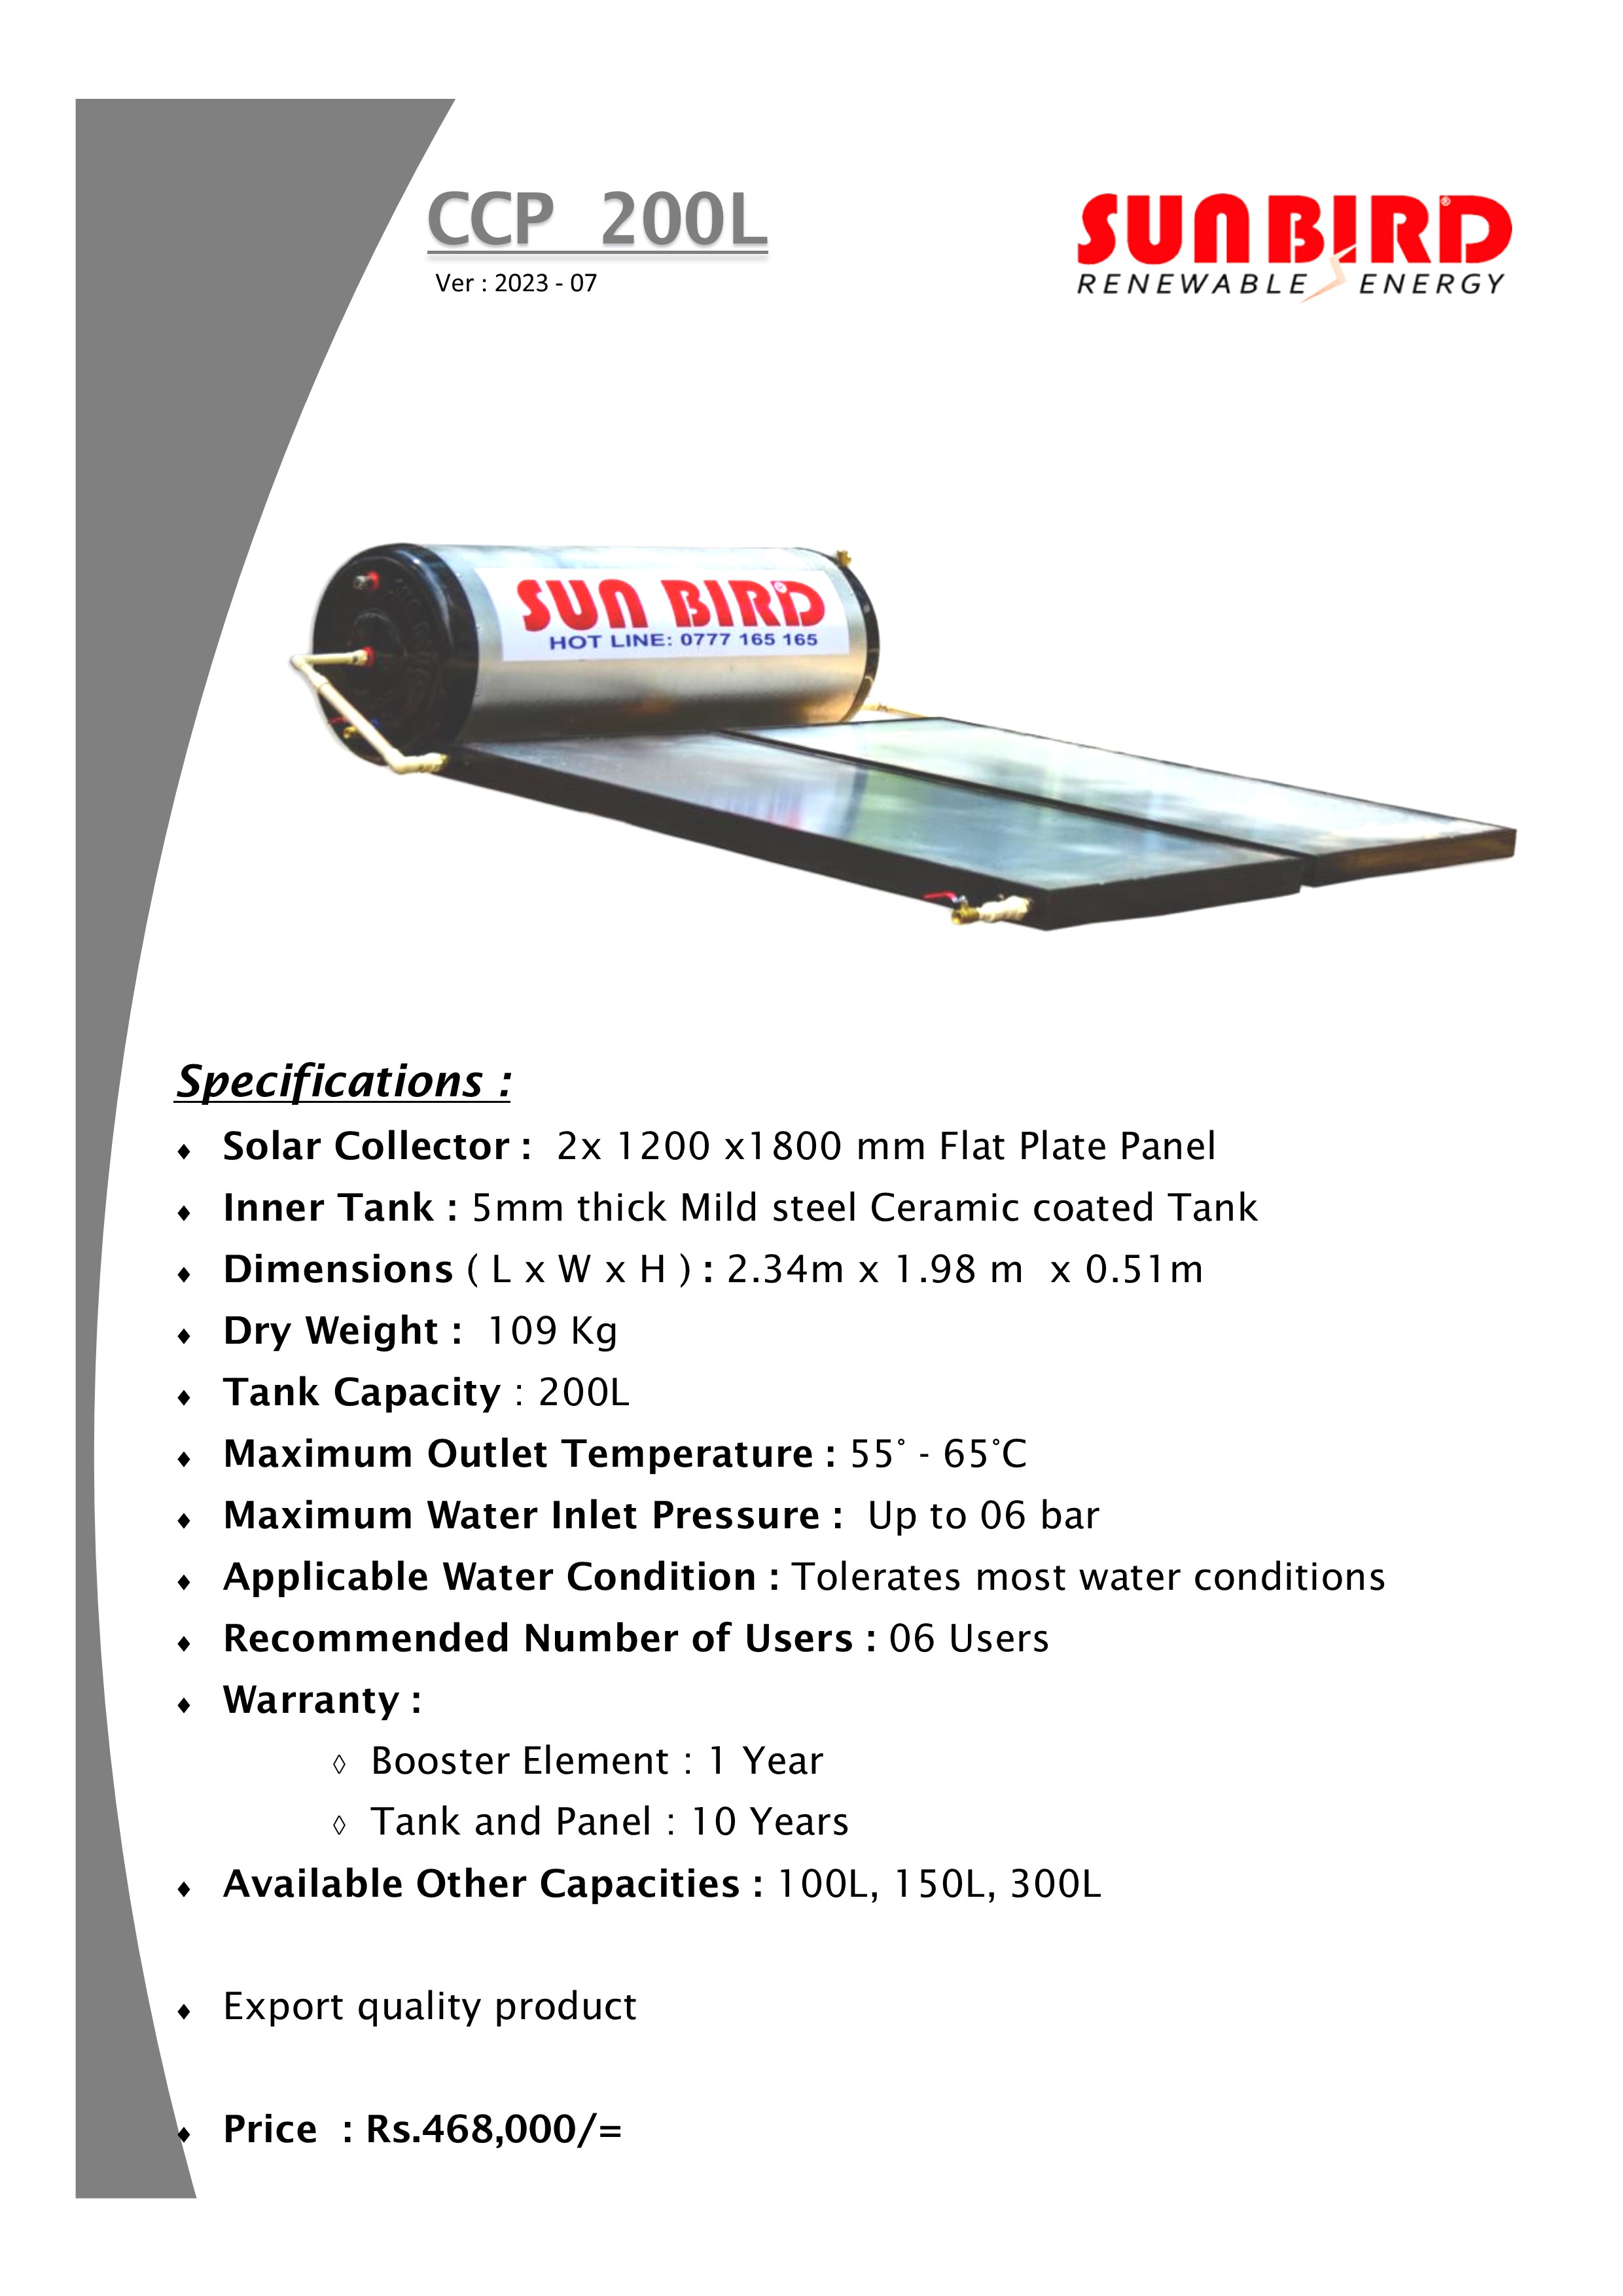 CCP 200L
Ver : 2023 - 07
SUN BIRD®
RENEWABLE ENERGY
SUN BIRD®
HOT LINE: 0777 165 165
Specifications :
♦ Solar Collector : 2x 1200 x1800 mm Flat Plate Panel
♦ Inner Tank : 5mm thick Mild steel Ceramic coated Tank
♦ Dimensions ( L x W x H ) : 2.34m x 1.98 m x 0.51m
♦ Dry Weight : 109 Kg
♦ Tank Capacity : 200L
♦ Maximum Outlet Temperature : 55˚ - 65˚C
♦ Maximum Water Inlet Pressure : Up to 06 bar
♦ Applicable Water Condition : Tolerates most water conditions
♦ Recommended Number of Users : 06 Users
♦ Warranty :
◊ Booster Element : 1 Year
◊ Tank and Panel : 10 Years
♦ Available Other Capacities : 100L, 150L, 300L
♦ Export quality product
♦ Price : Rs.468,000/=